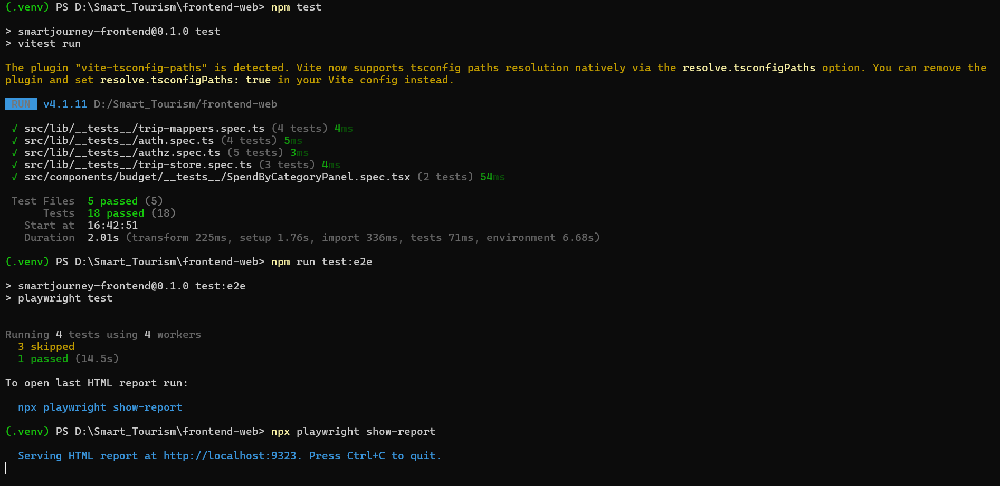 (.venv) PS D:\Smart_Tourism\frontend-web> npm test
> smartjourney-frontend@0.1.0 test
> vitest run
The plugin "vite-tsconfig-paths" is detected. Vite now supports tsconfig paths resolution natively via the resolve.tsconfigPaths option. You can remove the
plugin and set resolve.tsconfigPaths: true in your Vite config instead.
RUN v4.1.11 D:/Smart_Tourism/frontend-web
✓ src/lib/__tests__/trip-mappers.spec.ts (4 tests) 4ms
✓ src/lib/__tests__/auth.spec.ts (4 tests) 5ms
✓ src/lib/__tests__/authz.spec.ts (5 tests) 3ms
✓ src/lib/__tests__/trip-store.spec.ts (3 tests) 4ms
✓ src/components/budget/__tests__/SpendByCategoryPanel.spec.tsx (2 tests) 54ms
Test Files 5 passed (5)
Tests 18 passed (18)
Start at 16:42:51
Duration 2.01s (transform 225ms, setup 1.76s, import 336ms, tests 71ms, environment 6.68s)
(.venv) PS D:\Smart_Tourism\frontend-web> npm run test:e2e
> smartjourney-frontend@0.1.0 test:e2e
> playwright test
Running 4 tests using 4 workers
3 skipped
1 passed (14.5s)
To open last HTML report run:
npx playwright show-report
(.venv) PS D:\Smart_Tourism\frontend-web> npx playwright show-report
Serving HTML report at http://localhost:9323. Press Ctrl+C to quit.